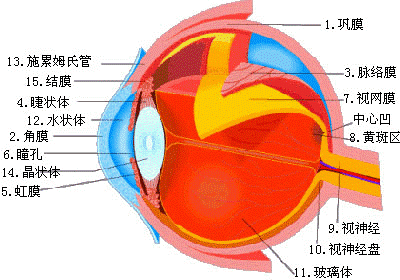 1.巩膜
13.施累姆氏管
15.结膜
3.脉络膜
4.睫状体
7.视网膜
12.水状体
中心凹
2.角膜
8.黄斑区
6.瞳孔
14.晶状体
5.虹膜
9.视神经
10.视神经盘
11.玻璃体